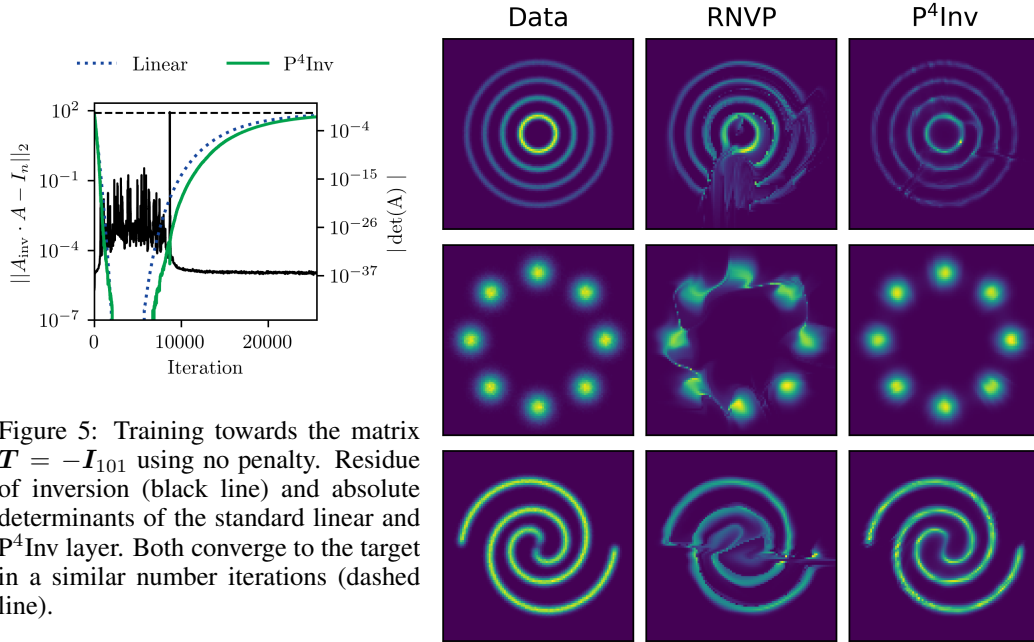 Linear
P⁴Inv
10²
10⁻¹
10⁻⁴
10⁻⁷
||A_inv · A − I_n||₂
10⁻⁴
10⁻¹⁵
10⁻²⁶
10⁻³⁷
| det(A) |
0
10000
20000
Iteration
Figure 5: Training towards the matrix
T = −I₁₀₁ using no penalty. Residue
of inversion (black line) and absolute
determinants of the standard linear and
P⁴Inv layer. Both converge to the target
in a similar number iterations (dashed
line).
Data
RNVP
P⁴Inv